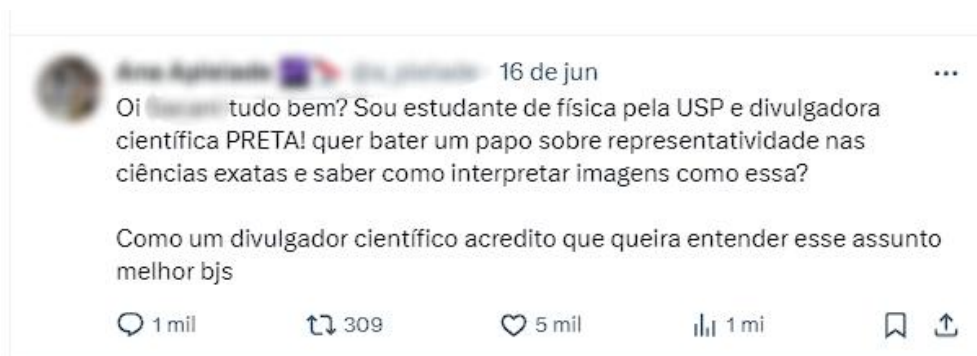 16 de jun
Oi tudo bem? Sou estudante de física pela USP e divulgadora
científica PRETA! quer bater um papo sobre representatividade nas
ciências exatas e saber como interpretar imagens como essa?
Como um divulgador científico acredito que queira entender esse assunto
melhor bjs
1 mil 309 5 mil 1 mi